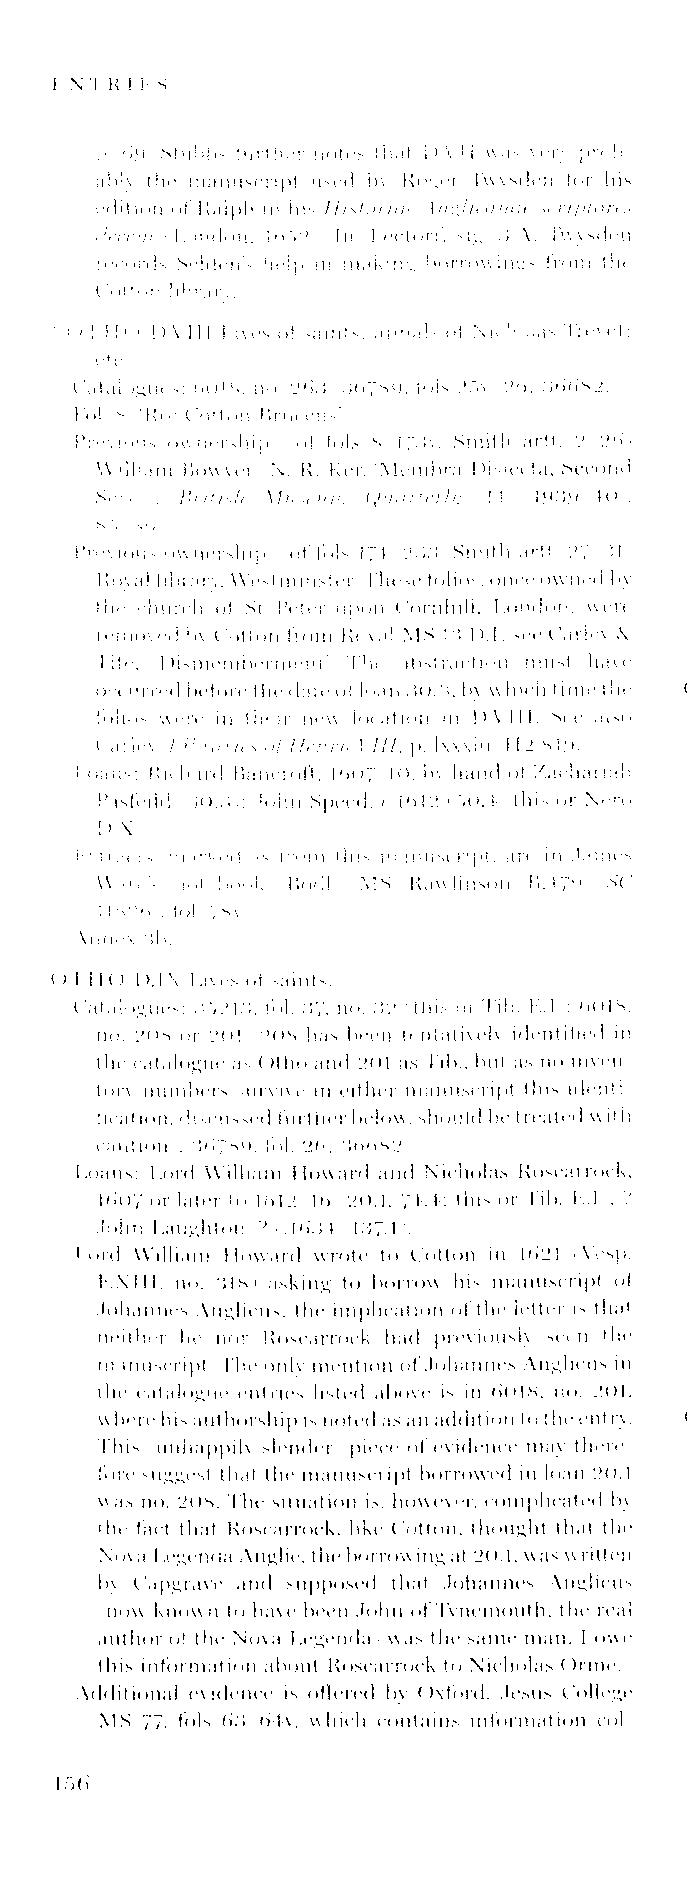 ENTRIES
p. 69. Stubbs further notes that D.VII was very prob-
ably the manuscript used by Roger Twysden for his
edition of Ralph in his Historiae Anglicanae scriptores
decem (London, 1652). In Lectori, sig. 3 A, Twysden
records Selden's help in making borrowings from the
Cotton library.
OTHO D.VIII Lives of saints, annals of Nicholas Trevet;
etc.
Catalogues: 6018, no. 263; 36789, fols 25v, 26; 36682.
Fol. 8: 'Rot Cotton Bruceus'.
Previous ownership: (of fols 8–173, Smith art.
William Bowyer (N. R. Ker, 'Membra Disiecta, Second
Series', British Museum Quarterly, 14 (1939–40),
Previous ownership: (of fols 174–233, Smith
Royal library, Westminster. These folios, once owned by
the church of St Peter upon Cornhill, London, were
removed by Cotton from Royal MS 13 D.I, see Carley &
Tite, 'Dismemberment'. The abstraction must have
occurred before the date of loan 30.3, by which time the
folios were in their new location in D.VIII. See also
Carley, Libraries of Henry VIII, p. lxxxiii, H2.819.
Loans: Richard Bancroft, 1607–10, by hand of Zachariah
Pasfeild (30.3); John Speed, c.1612 (50.4: this or Nero
D.X).
Extracts, noted as from this manuscript, are in James
Ware's notebook, (Bodl., MS Rawlinson B.479 (SC
fol. 78v.
Annex 3b.
OTHO D.IX Lives of saints.
Catalogues: 35213, fol. 37, no. 32 (this or Tib. E.I); 6018,
no. 208 or 201 (208 has been tentatively identified in
the catalogue as Otho and 201 as Tib., but as no inven-
tory numbers survive in either manuscript this identi-
fication, discussed further below, should be treated with
caution); 36789, fol. 26; 36682.
Loans: Lord William Howard and Nicholas Roscarrock,
1607 or later to 1612–16 (20.1, 74.4: this or Tib. E.I); ?
John Laughton, ? c.1634 (137.1).
Lord William Howard wrote to Cotton in 1621 (Vesp.
F.XIII, no. 318) asking to borrow his manuscript of
Johannes Anglicus, the implication of the letter is that
neither he nor Roscarrock had previously seen the
manuscript. The only mention of Johannes Anglicus in
the catalogue entries listed above is in 6018, no. 201,
where his authorship is noted as an addition to the entry.
This (unhappily slender) piece of evidence may there-
fore suggest that the manuscript borrowed in loan 20.1
was no. 208. The situation is, however, complicated by
the fact that Roscarrock, like Cotton, thought that the
Nova Legenda Anglie, the borrowing at 20.1, was written
by Capgrave and supposed that Johannes Anglicus
(now known to have been John of Tynemouth, the real
author of the Nova Legenda) was the same man. I owe
this information about Roscarrock to Nicholas Orme.
Additional evidence is offered by Oxford, Jesus College
MS 77, fols 63–64v, which contains information col-
156